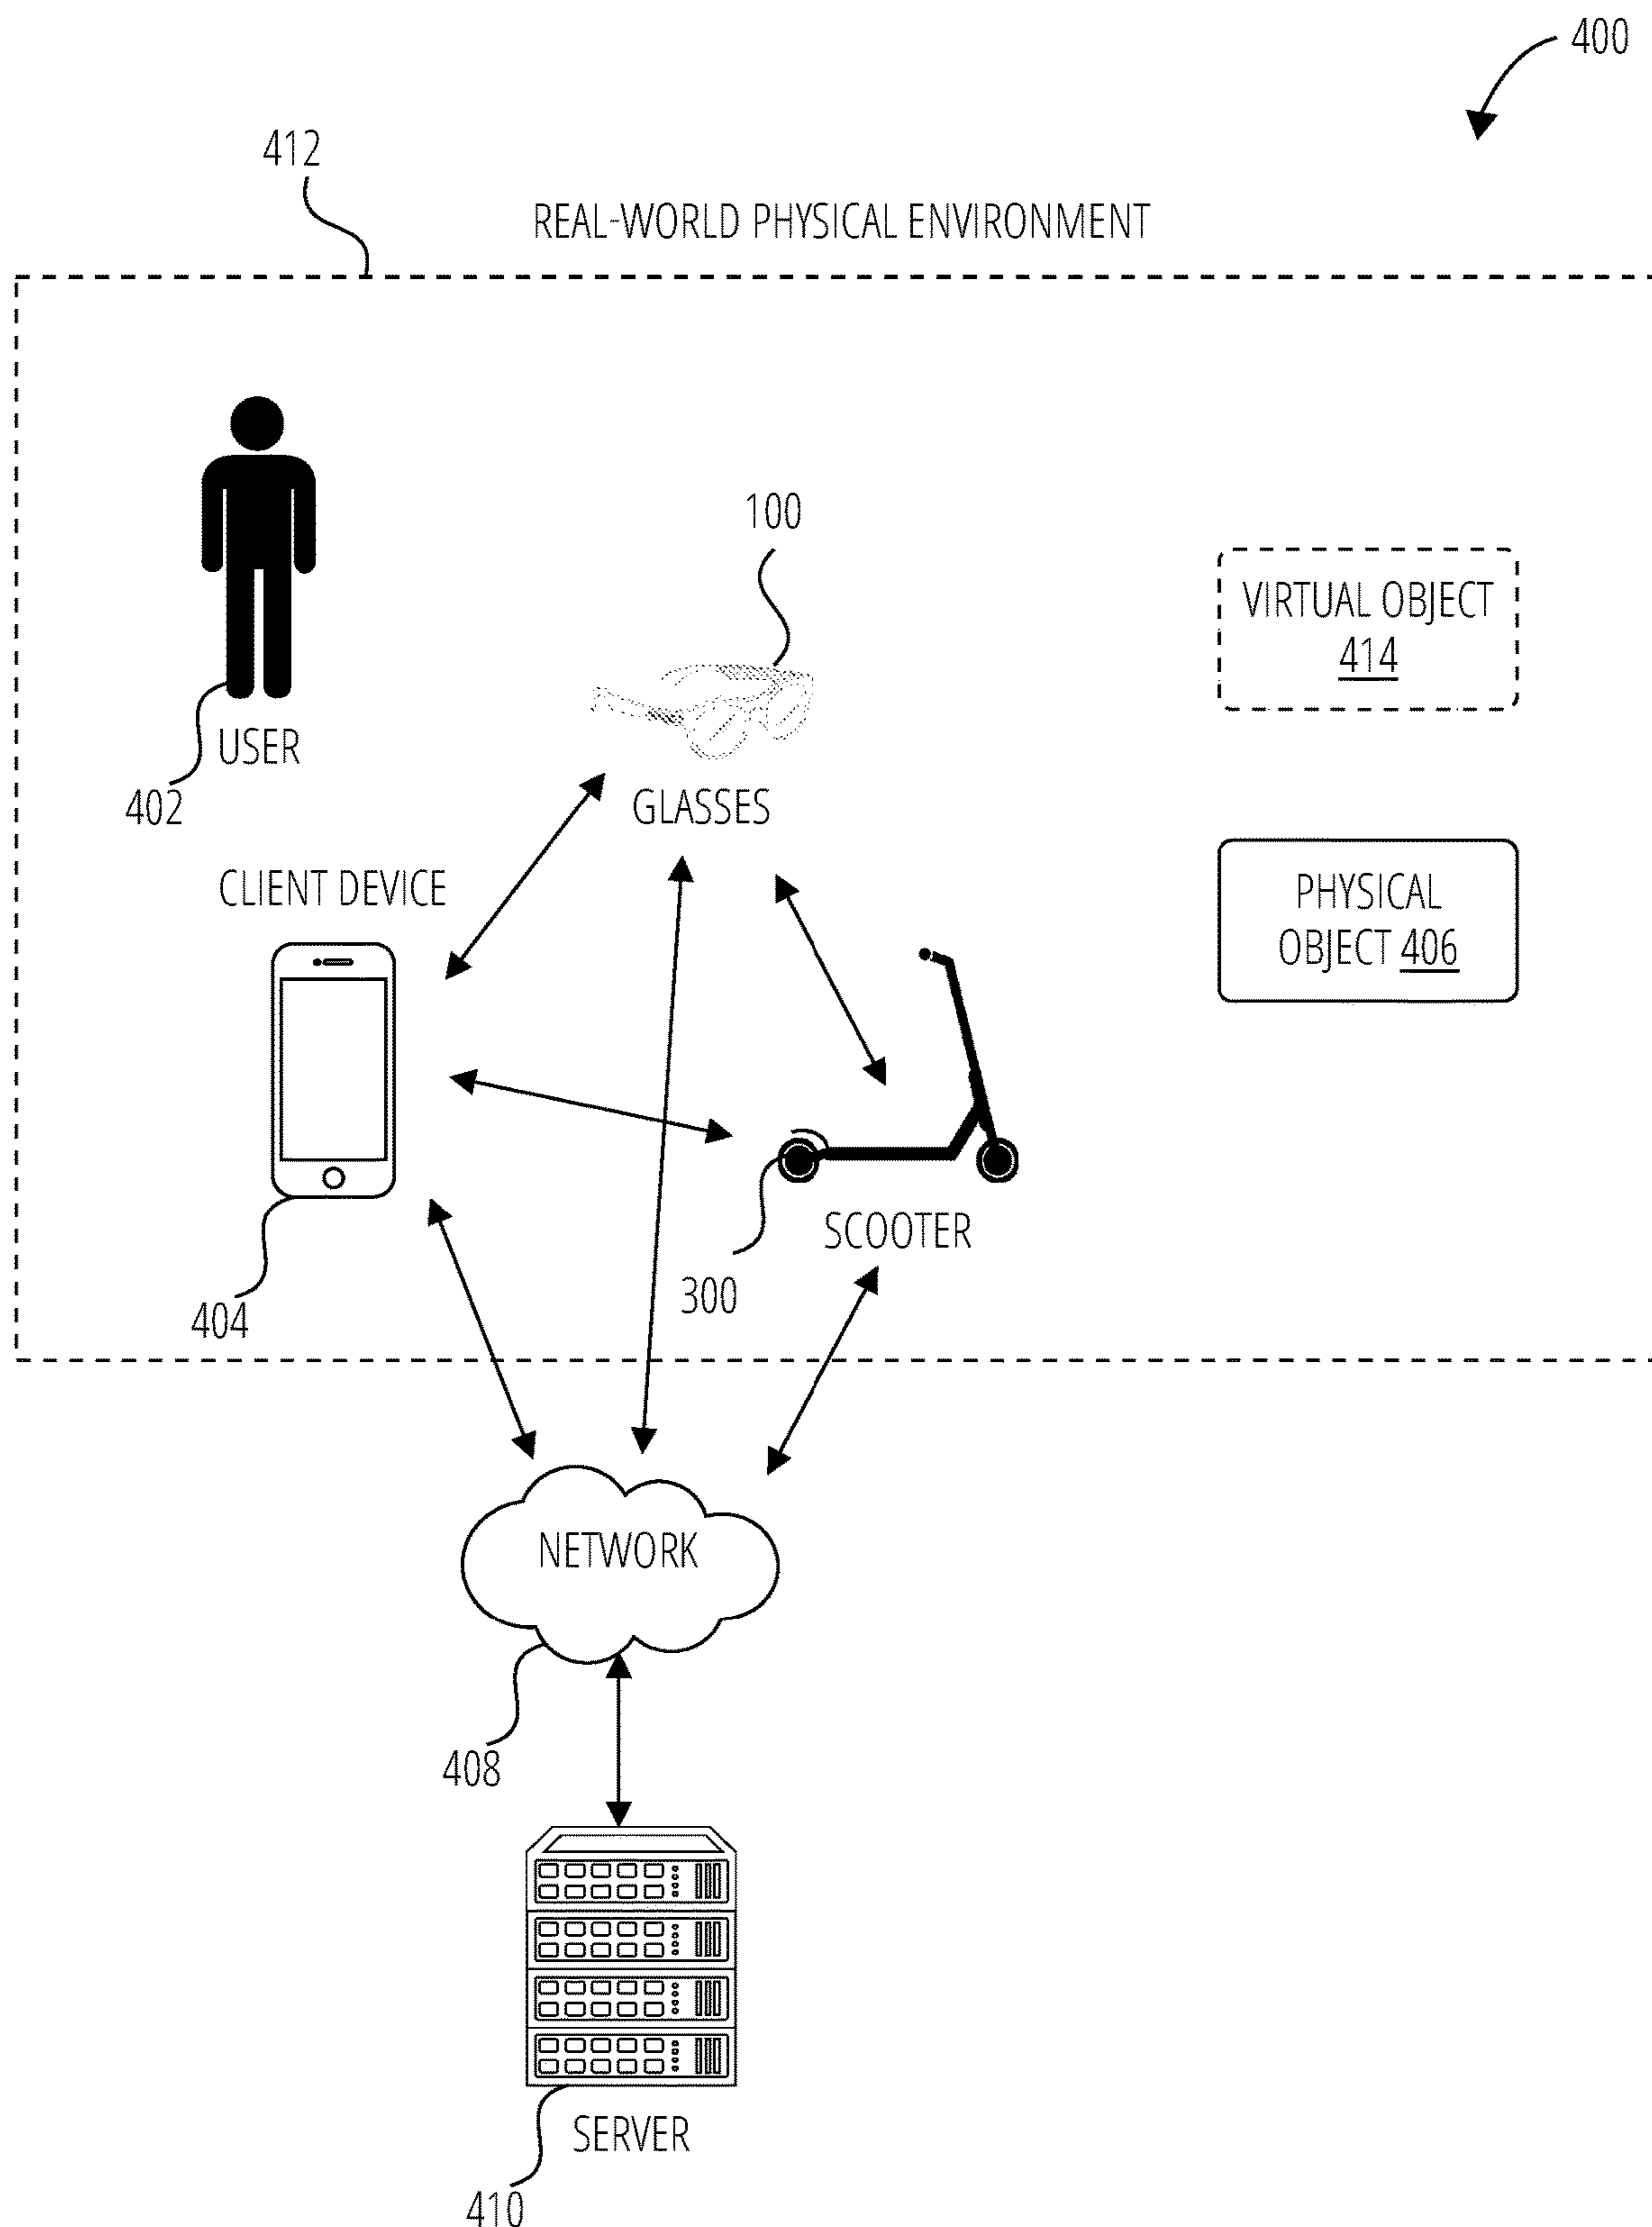 400
412
REAL-WORLD PHYSICAL ENVIRONMENT
100
VIRTUAL OBJECT
414
USER
402
GLASSES
CLIENT DEVICE
PHYSICAL
OBJECT 406
SCOOTER
300
404
NETWORK
408
SERVER
410